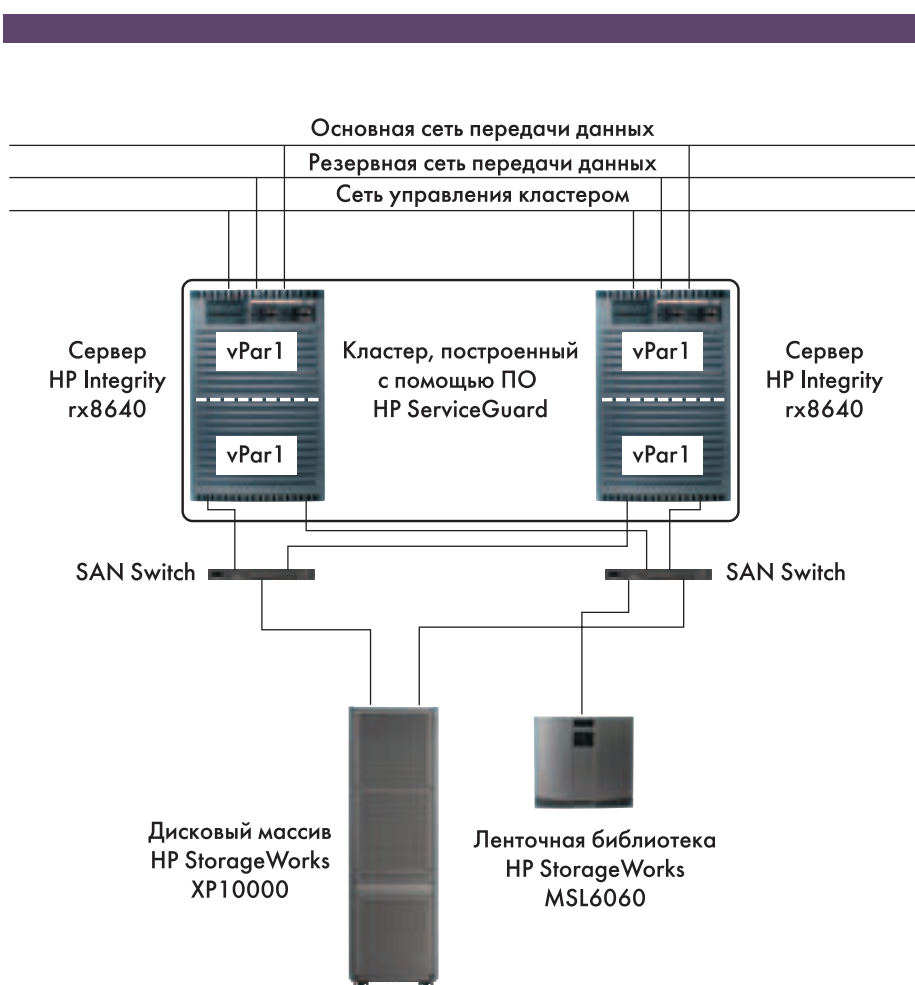 Основная сеть передачи данных
Резервная сеть передачи данных
Сеть управления кластером
Сервер
HP Integrity
rx8640
vPar1
vPar1
Кластер, построенный
с помощью ПО
HP ServiceGuard
vPar1
vPar1
Сервер
HP Integrity
rx8640
SAN Switch
SAN Switch
Дисковый массив
HP StorageWorks
XP10000
Ленточная библиотека
HP StorageWorks
MSL6060